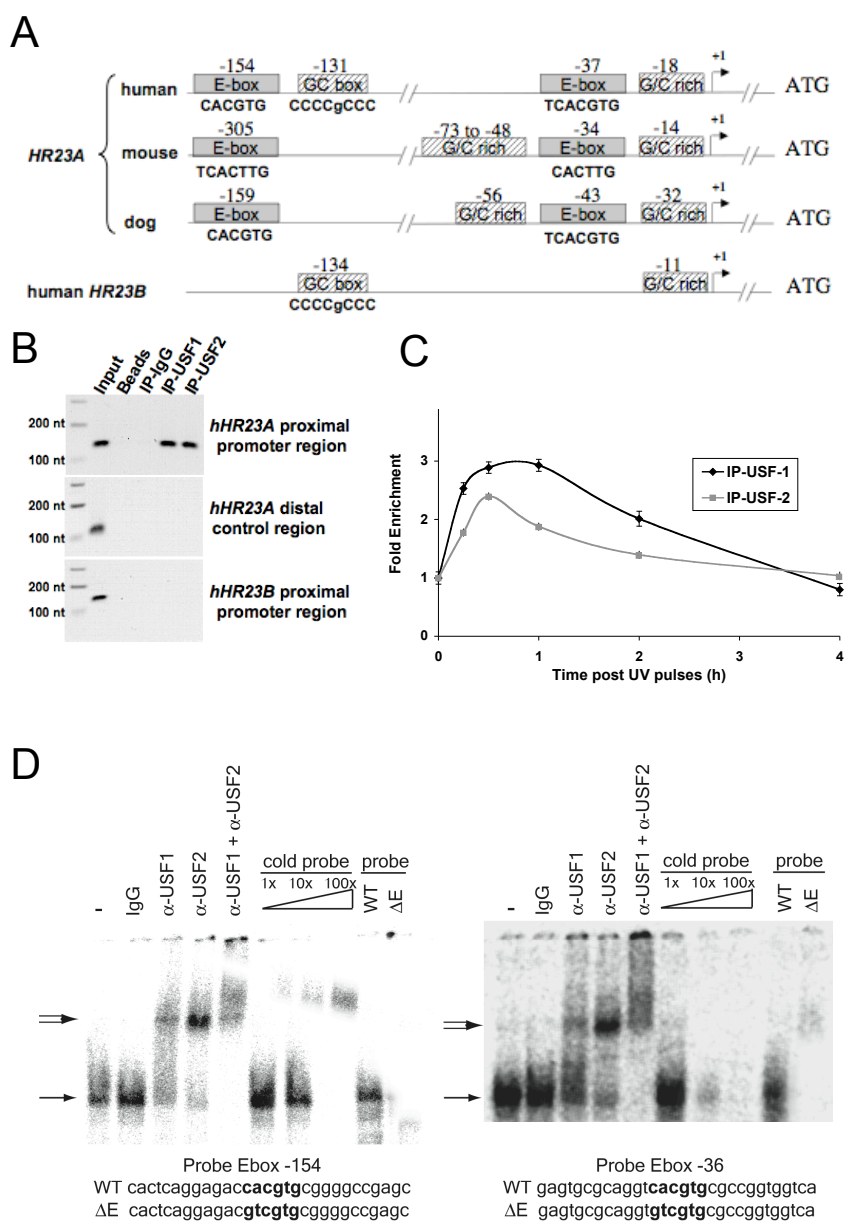 A
-154 -131 -37 -18 +1
human E-box GC box // E-box G/C rich // ATG
CACGTG CCCCgCCC TCACGTG
-305 -73 to -48 -34 -14 +1
HR23A mouse E-box // G/C rich E-box G/C rich // ATG
TCACTTG CACTTG
-159 -56 -43 -32 +1
dog E-box // G/C rich E-box G/C rich // ATG
CACGTG TCACGTG
-134 -11 +1
human HR23B GC box G/C rich // ATG
CCCCgCCC
B
Input Beads IP-IgG IP-USF1 IP-USF2
200 nt
100 nt
hHR23A proximal
promoter region
200 nt
100 nt
hHR23A distal
control region
200 nt
100 nt
hHR23B proximal
promoter region
C
Fold Enrichment
3
2
1
0
0 1 2 3 4
Time post UV pulses (h)
IP-USF-1
IP-USF-2
D
- IgG α-USF1 α-USF2 α-USF1 + α-USF2
cold probe probe
1x 10x 100x WT ΔE
Probe Ebox -154
WT cactcaggagaccacgtgcggggccgagc
ΔE cactcaggagacgtcgtgcggggccgagc
- IgG α-USF1 α-USF2 α-USF1 + α-USF2
cold probe probe
1x 10x 100x WT ΔE
Probe Ebox -36
WT gagtgcgcaggtcacgtgcgccggtggtca
ΔE gagtgcgcaggtgtcgtgcgccggtggtca